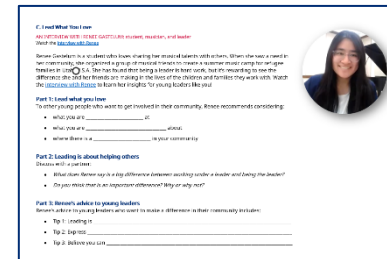 C. Lead What You Love
AN INTERVIEW WITH RENEE GASTELUM: student, musician, and leader
Watch the interview with Renee
Renee Gastelum is a student who loves sharing her musical talents with others. When she saw a need in
her community, she organized a group of musical friends to create a summer music camp for refugee
families in U.S.A. She has found that being a leader is hard work, but it's rewarding to see the
difference she and her friends are making in the lives of the children and families they work with. Watch
the interview with Renee to learn her insights for young leaders like you!
Part 1: Lead what you love
To other young people who want to get involved in their community, Renee recommends considering:
• what you are ____________________ at
• what you are ____________________ about
• where there is a ____________________ in your community
Part 2: Leading is about helping others
Discuss with a partner:
• What does Renee say is a big difference between working under a leader and being the leader?
• Do you think that is an important difference? Why or why not?
Part 3: Renee's advice to young leaders
Renee's advice to young leaders who want to make a difference in their community includes:
• Tip 1: Leading is ____________________
• Tip 2: Express ____________________
• Tip 3: Believe you can ____________________